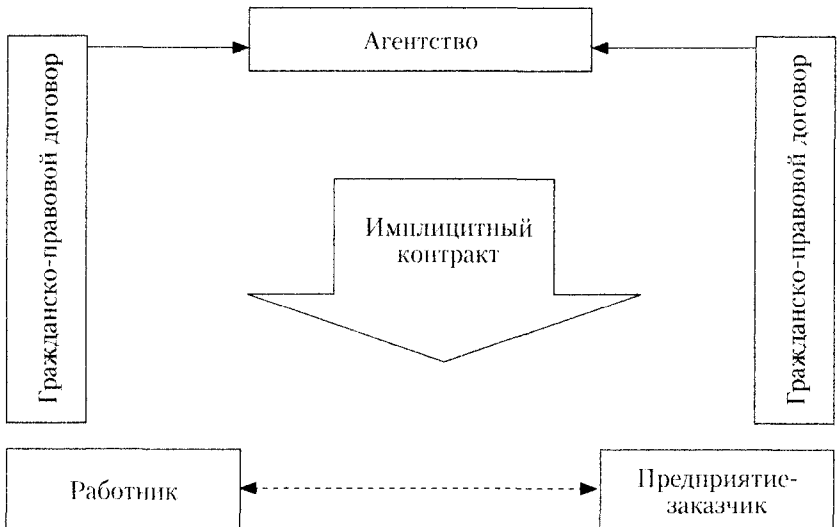 Агентство
Гражданско-правовой договор
Гражданско-правовой договор
Имплицитный
контракт
Работник
Предприятие-
заказчик